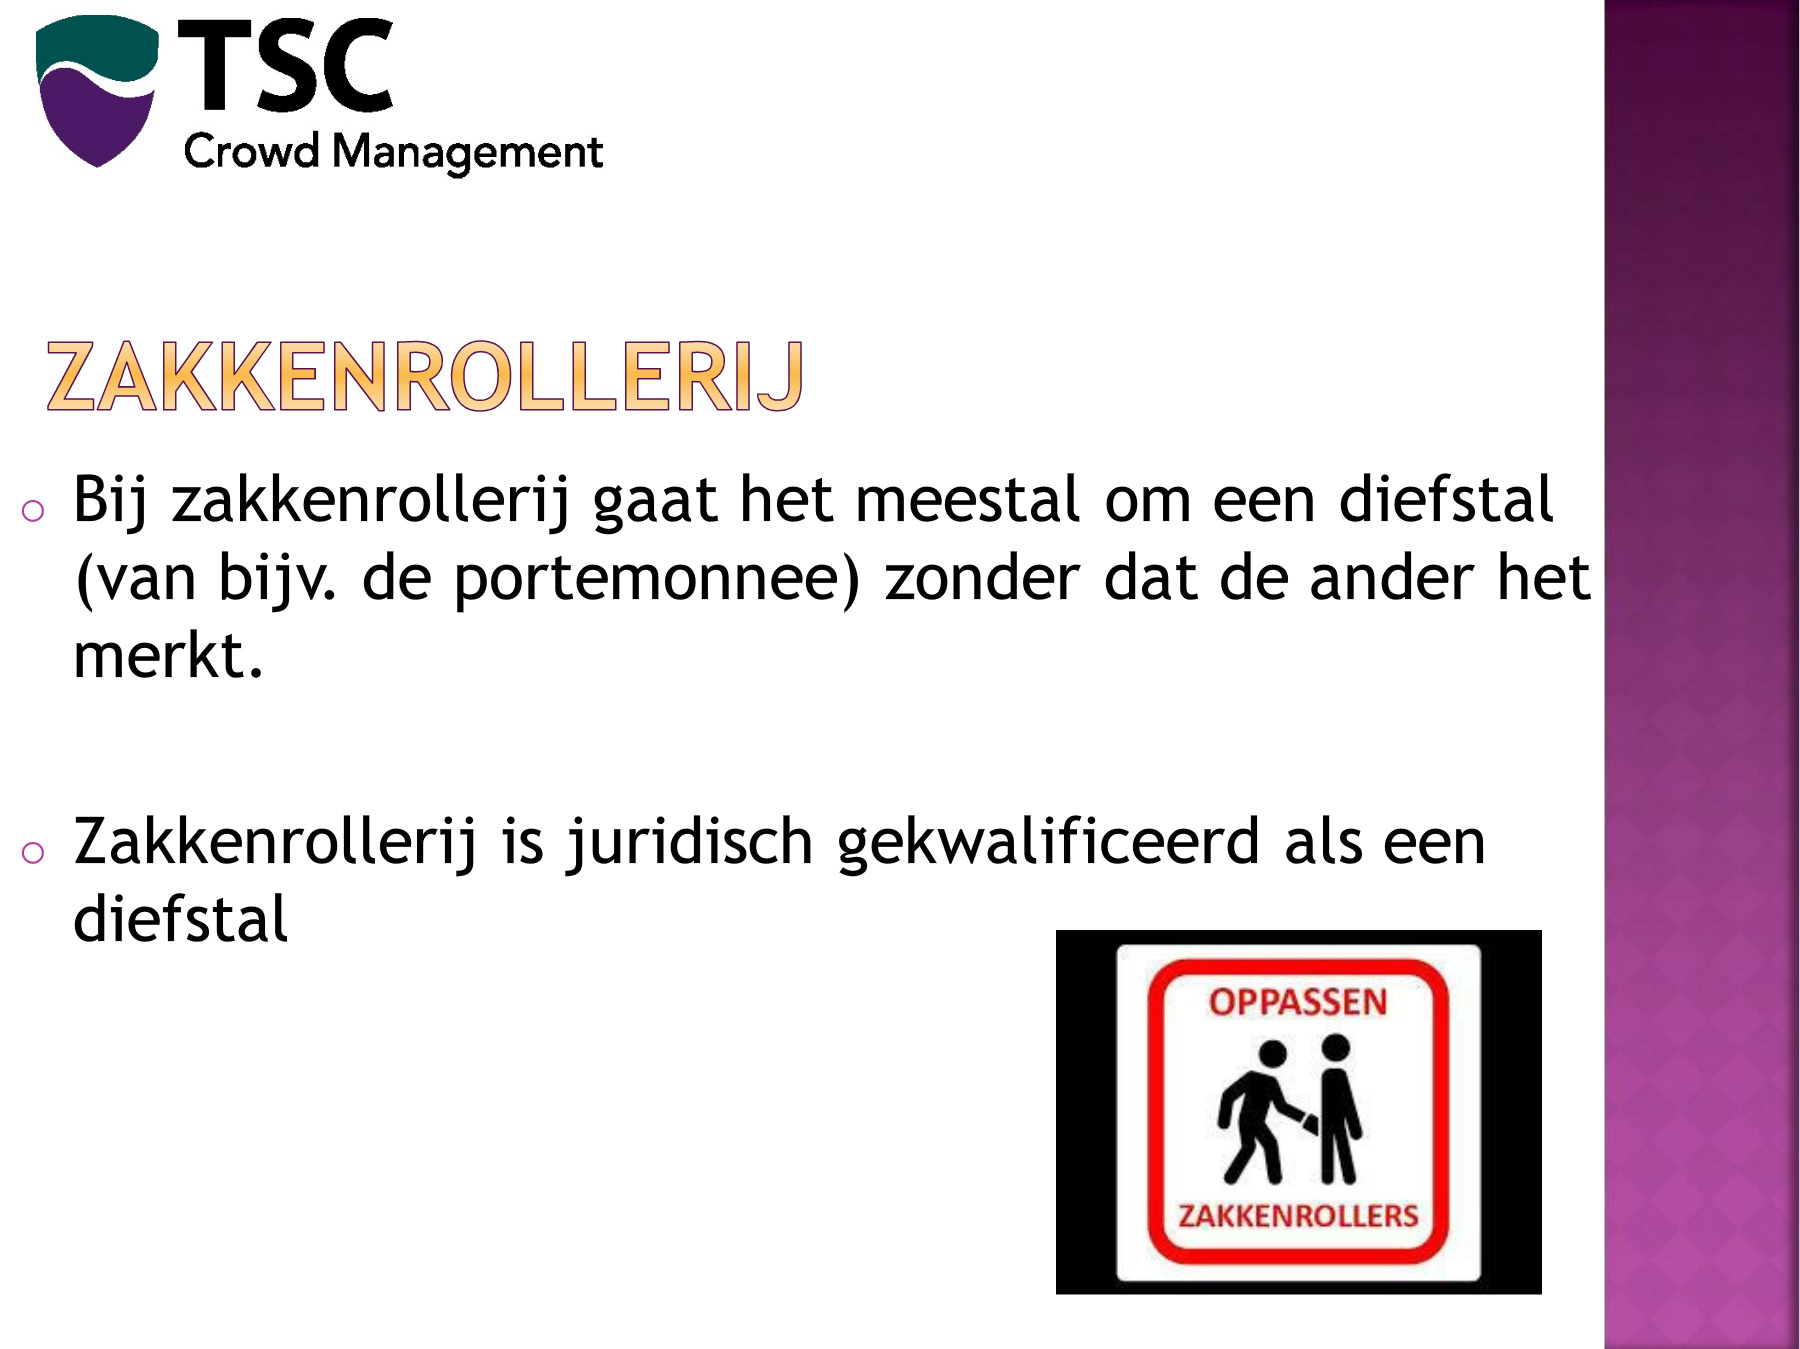 TSC
Crowd Management
ZAKKENROLLERIJ
Bij zakkenrollerij gaat het meestal om een diefstal
(van bijv. de portemonnee) zonder dat de ander het
merkt.
Zakkenrollerij is juridisch gekwalificeerd als een
diefstal
OPPASSEN
ZAKKENROLLERS